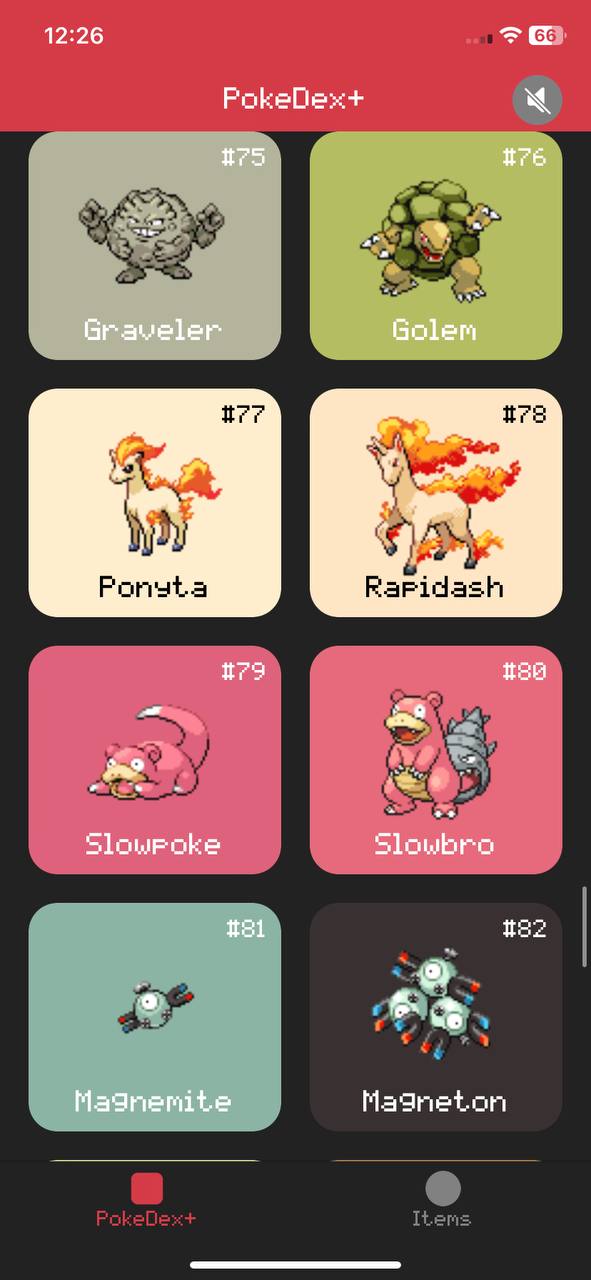 12:26
66
PokeDex+
#75
#76
Graveler
Golem
#77
#78
Ponyta
Rapidash
#79
#80
Slowpoke
Slowbro
#81
#82
Magnemite
Magneton
PokeDex+
Items